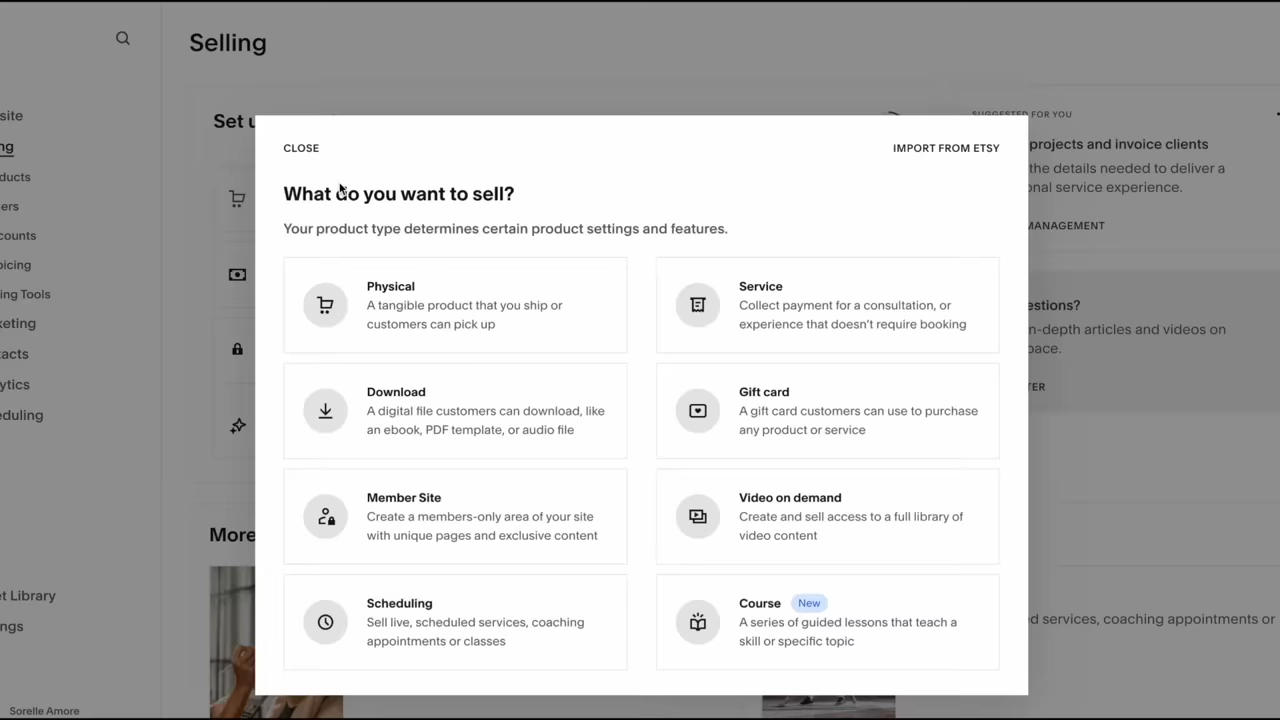 Selling
site
ng
ducts
ers
counts
oicing
ing Tools
keting
tacts
ytics
eduling
et Library
ngs
Sorelle Amore
Set u
More
CLOSE
IMPORT FROM ETSY
What do you want to sell?
Your product type determines certain product settings and features.
Physical
A tangible product that you ship or
customers can pick up
Service
Collect payment for a consultation, or
experience that doesn't require booking
Download
A digital file customers can download, like
an ebook, PDF template, or audio file
Gift card
A gift card customers can use to purchase
any product or service
Member Site
Create a members-only area of your site
with unique pages and exclusive content
Video on demand
Create and sell access to a full library of
video content
Scheduling
Sell live, scheduled services, coaching
appointments or classes
Course New
A series of guided lessons that teach a
skill or specific topic
SUGGESTED FOR YOU
projects and invoice clients
the details needed to deliver a
onal service experience.
MANAGEMENT
estions?
n-depth articles and videos on
pace.
TER
d services, coaching appointments or